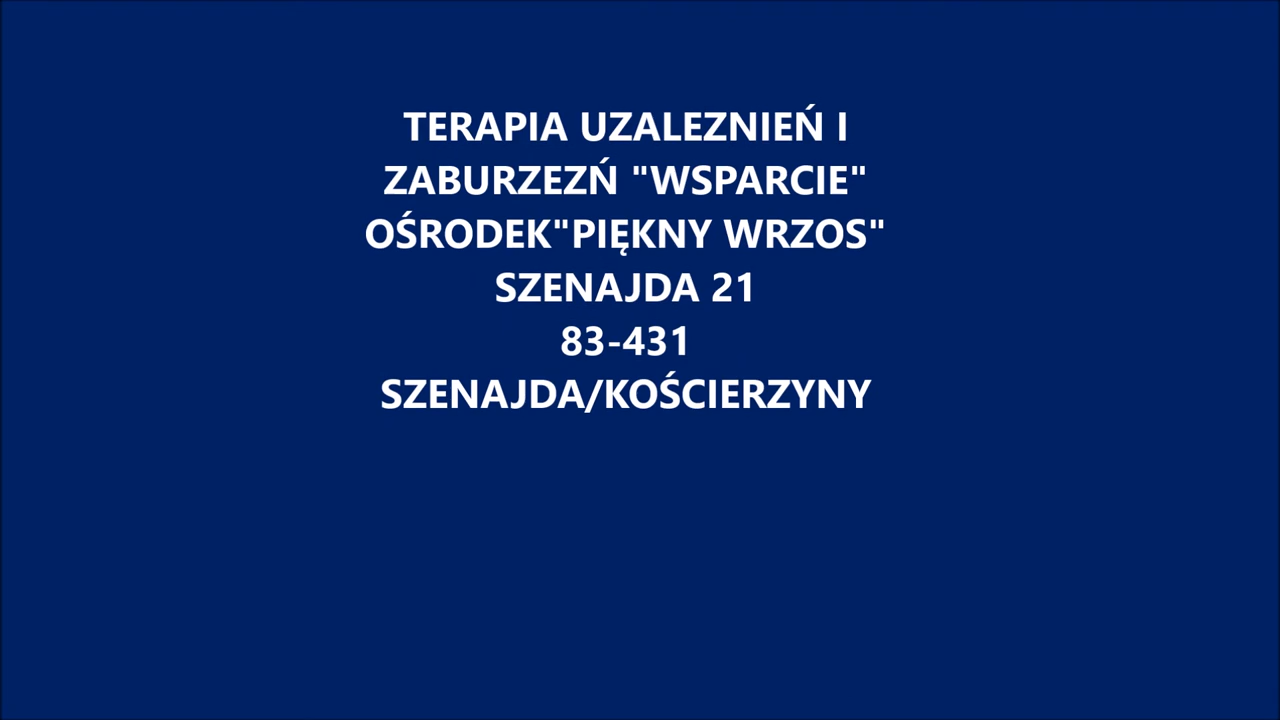 TERAPIA UZALEZNIEŃ I
ZABURZEZŃ "WSPARCIE"
OŚRODEK"PIĘKNY WRZOS"
SZENAJDA 21
83-431
SZENAJDA/KOŚCIERZYNY